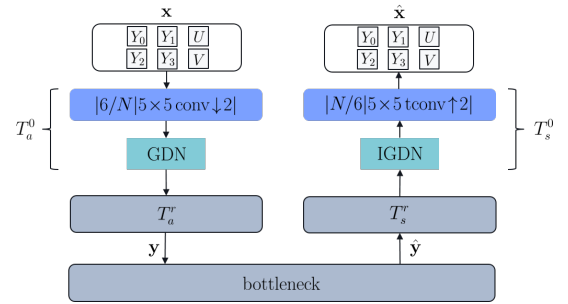 x
Y₀ Y₁ U
Y₂ Y₃ V
|6/N|5×5 conv↓2|
T_a^0
GDN
T_a^r
y
x̂
Y₀ Y₁ U
Y₂ Y₃ V
|N/6|5×5 tconv↑2|
T_s^0
IGDN
T_s^r
ŷ
bottleneck